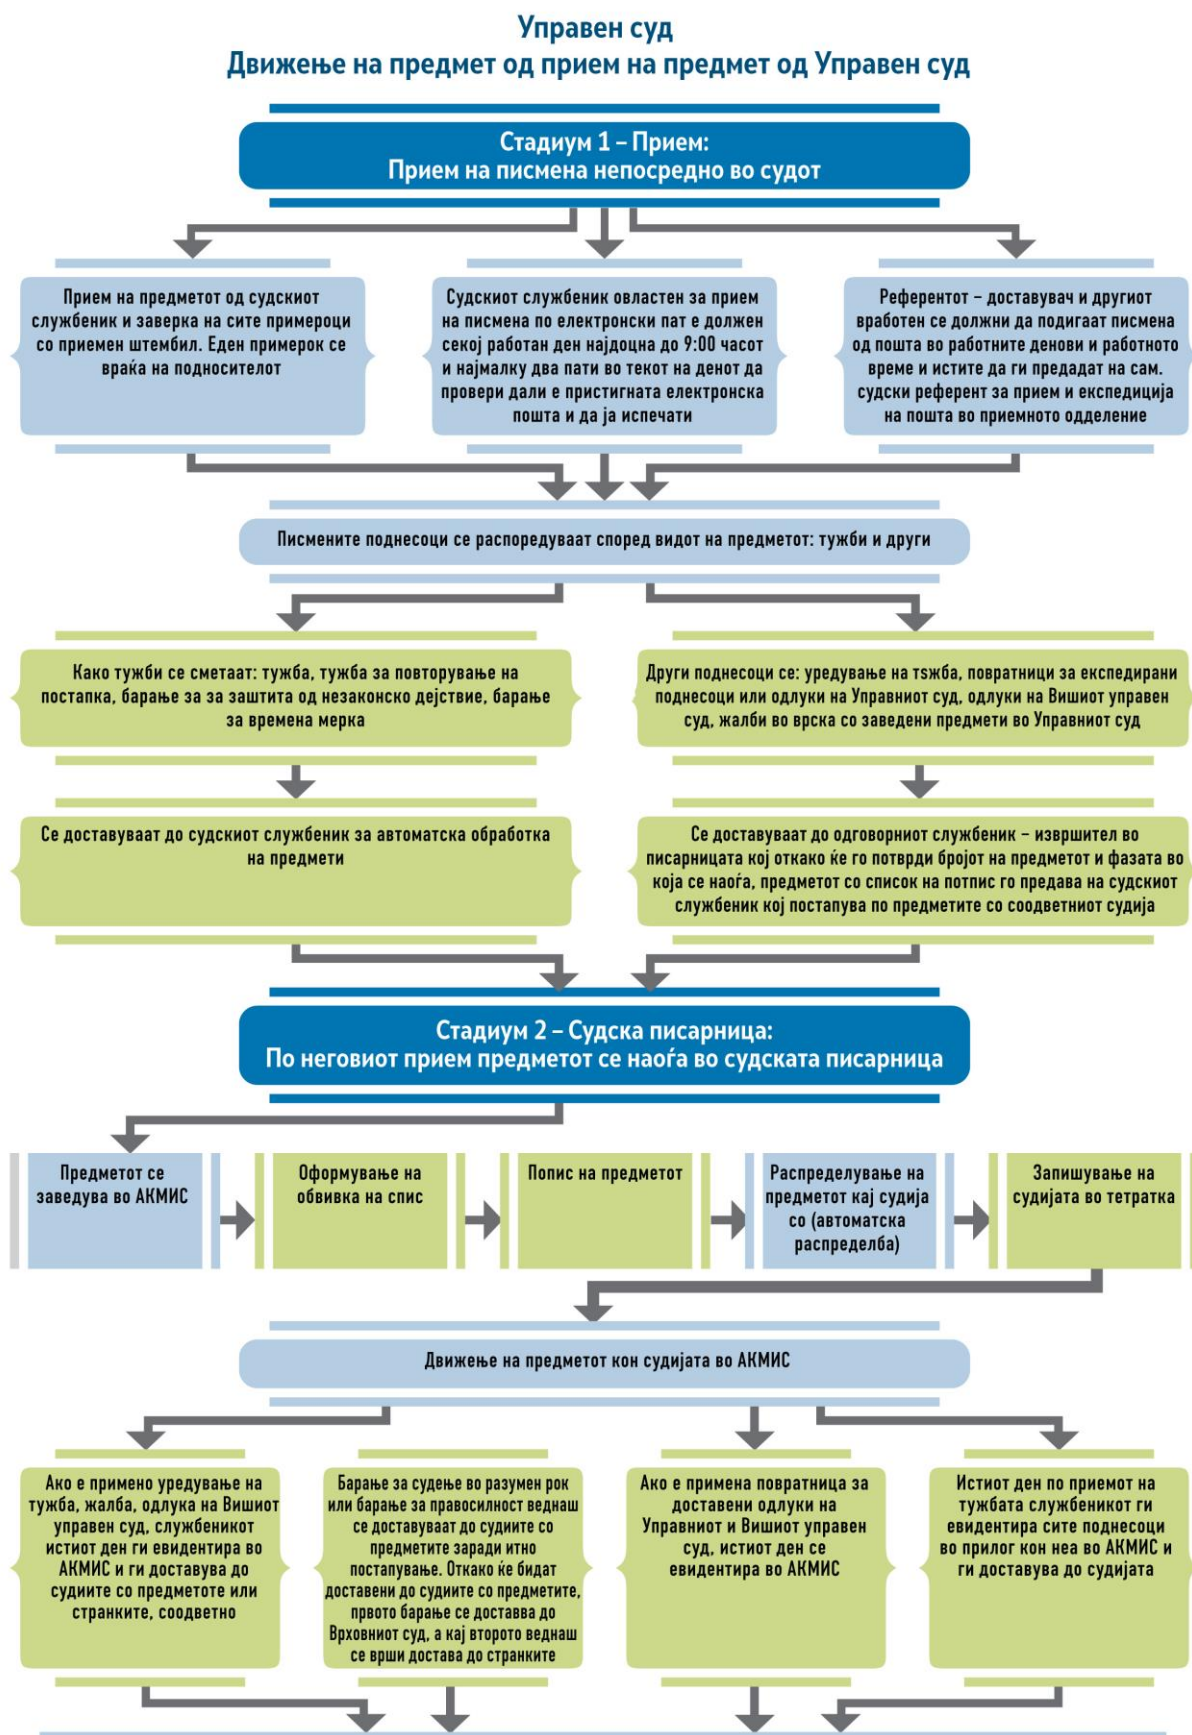 Управен суд
Движење на предмет од прием на предмет од Управен суд
Стадиум 1 – Прием:
Прием на писмена непосредно во судот
Прием на предметот од судскиот
службеник и заверка на сите примероци
со приемен штембил. Еден примерок се
враќа на подносителот
Судскиот службеник овластен за прием
на писмена по електронски пат е должен
секој работан ден најдоцна до 9:00 часот
и најмалку два пати во текот на денот да
провери дали е пристигната електронска
пошта и да ја испечати
Референтот – доставувач и другиот
вработен се должни да подигаат писмена
од пошта во работните денови и работното
време и истите да ги предадат на сам.
судски референт за прием и експедиција
на пошта во приемното одделение
Писмените поднесоци се распоредуваат според видот на предметот: тужби и други
Како тужби се сметаат: тужба, тужба за повторување на
постапка, барање за за заштита од незаконско дејствие, барање
за времена мерка
Други поднесоци се: уредување на тѕжба, повратници за експедирани
поднесоци или одлуки на Управниот суд, одлуки на Вишиот управен
суд, жалби во врска со заведени предмети во Управниот суд
Се доставуваат до судскиот службеник за автоматска обработка
на предмети
Се доставуваат до одговорниот службеник – извршител во
писарницата кој откако ќе го потврди бројот на предметот и фазата во
која се наоѓа, предметот со список на потпис го предава на судскиот
службеник кој постапува по предметите со соодветниот судија
Стадиум 2 – Судска писарница:
По неговиот прием предметот се наоѓа во судската писарница
Предметот се
заведува во АКМИС
Оформување на
обвивка на спис
Попис на предметот
Распределување на
предметот кај судија
со (автоматска
распределба)
Запишување на
судијата во тетратка
Движење на предметот кон судијата во АКМИС
Ако е примено уредување на
тужба, жалба, одлука на Вишиот
управен суд, службеникот
истиот ден ги евидентира во
АКМИС и ги доставува до
судиите со предметоте или
странките, соодветно
Барање за судење во разумен рок
или барање за правосилност веднаш
се доставуваат до судиите со
предметите заради итно
постапување. Откако ќе бидат
доставени до судиите со предметите,
првото барање се доставва до
Врховниот суд, а кај второто веднаш
се врши достава до странките
Ако е примена повратница за
доставени одлуки на
Управниот и Вишиот управен
суд, истиот ден се
евидентира во АКМИС
Истиот ден по приемот на
тужбата службеникот ги
евидентира сите поднесоци
во прилог кон неа во АКМИС и
ги доставува до судијата